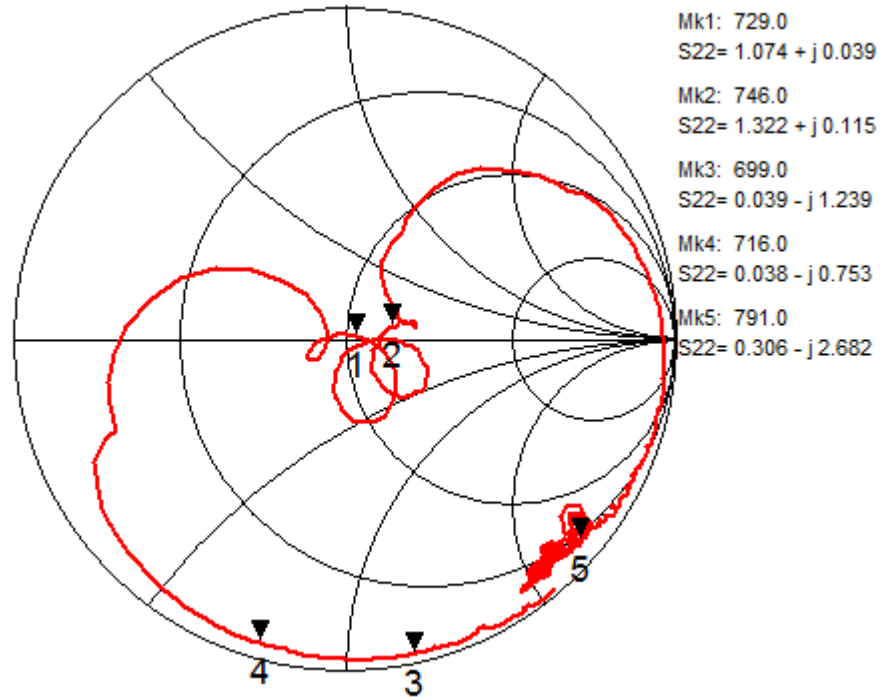 Mk1: 729.0
S22= 1.074 + j 0.039
Mk2: 746.0
S22= 1.322 + j 0.115
Mk3: 699.0
S22= 0.039 - j 1.239
Mk4: 716.0
S22= 0.038 - j 0.753
Mk5: 791.0
S22= 0.306 - j 2.682
1
2
5
4
3